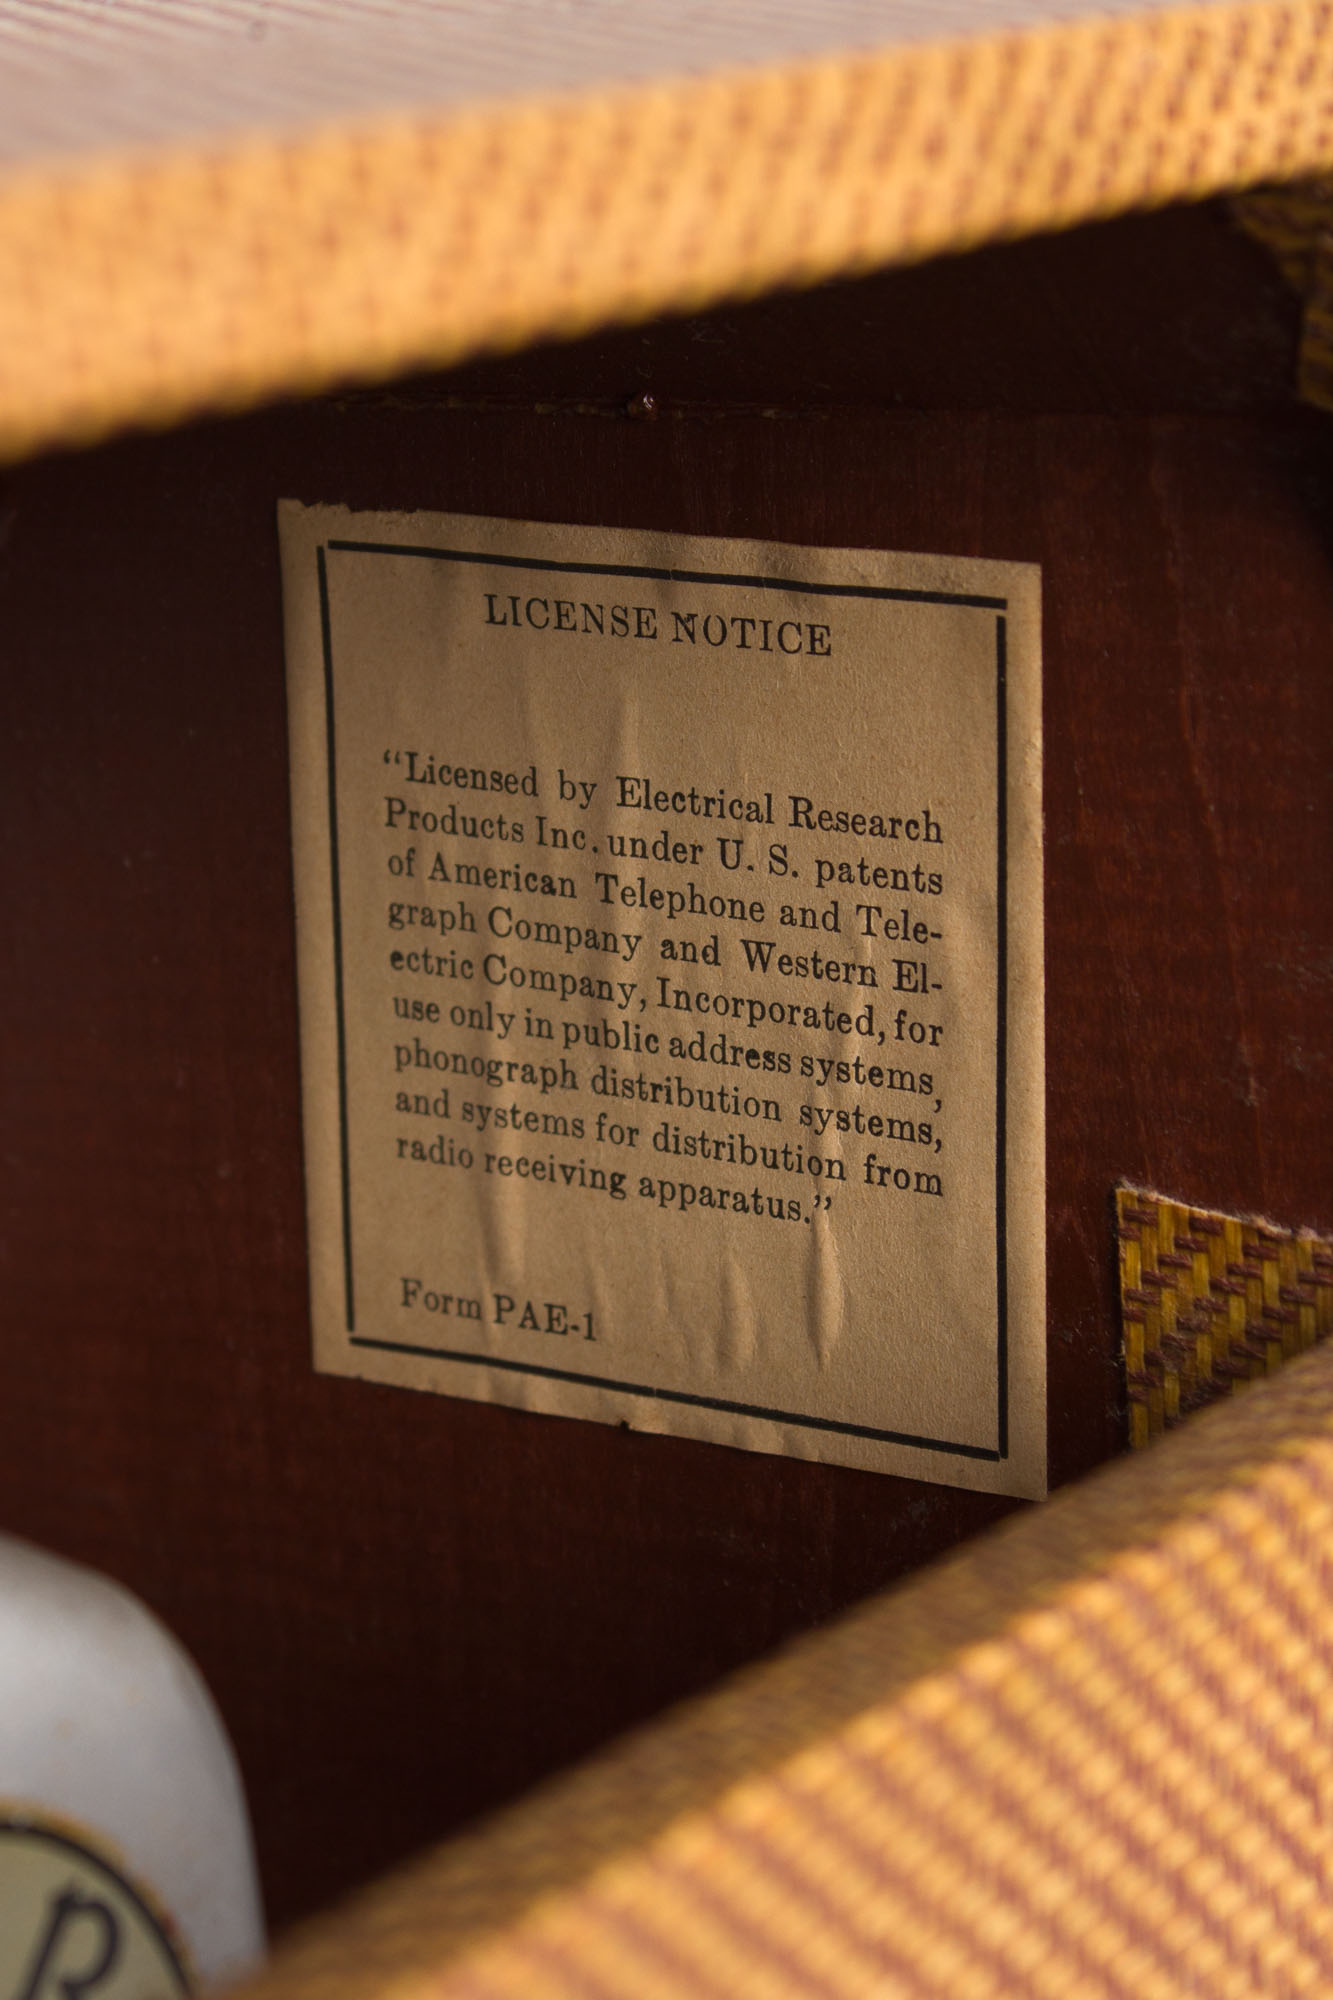 LICENSE NOTICE
“Licensed by Electrical Research
Products Inc. under U. S. patents
of American Telephone and Tele-
graph Company and Western El-
ectric Company, Incorporated, for
use only in public address systems,
phonograph distribution systems,
and systems for distribution from
radio receiving apparatus.”
Form PAE-1
R